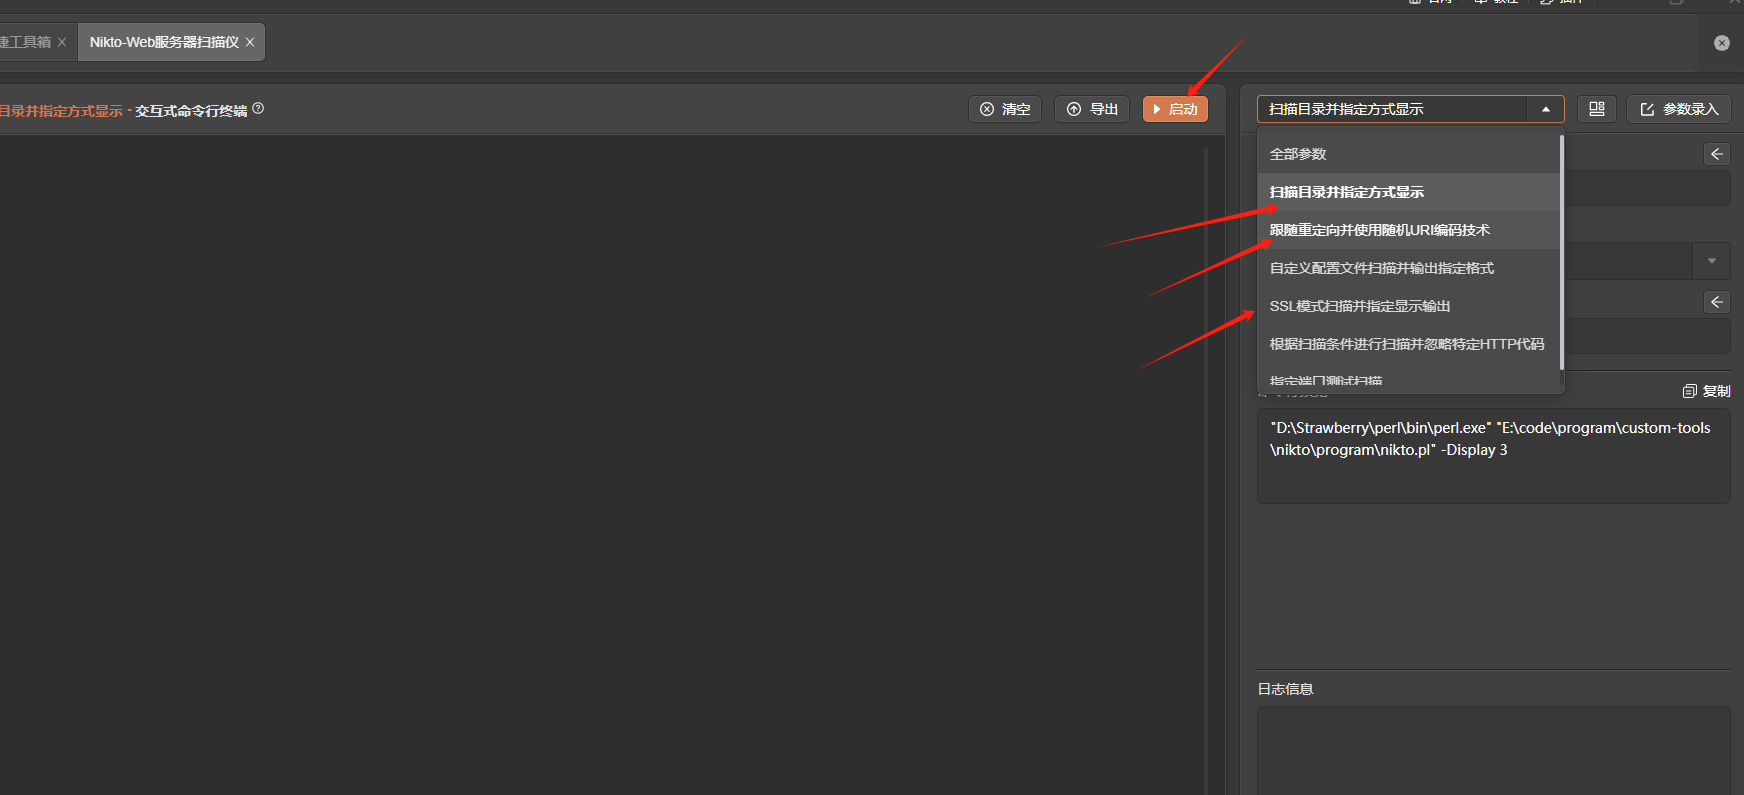 捷工具箱
Nikto-Web服务器扫描仪
目录并指定方式显示 - 交互式命令行终端
清空
导出
启动
扫描目录并指定方式显示
参数录入
全部参数
扫描目录并指定方式显示
跟随重定向并使用随机URI编码技术
自定义配置文件扫描并输出指定格式
SSL模式扫描并指定显示输出
根据扫描条件进行扫描并忽略特定HTTP代码
指定端口测试扫描
复制
"D:\Strawberry\perl\bin\perl.exe" "E:\code\program\custom-tools
\nikto\program\nikto.pl" -Display 3
日志信息